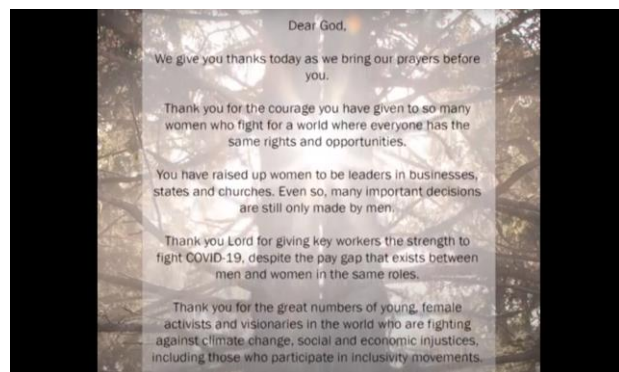 Dear God,
We give you thanks today as we bring our prayers before
you.
Thank you for the courage you have given to so many
women who fight for a world where everyone has the
same rights and opportunities.
You have raised up women to be leaders in businesses,
states and churches. Even so, many important decisions
are still only made by men.
Thank you Lord for giving key workers the strength to
fight COVID-19, despite the pay gap that exists between
men and women in the same roles.
Thank you for the great numbers of young, female
activists and visionaries in the world who are fighting
against climate change, social and economic injustices,
including those who participate in inclusivity movements.